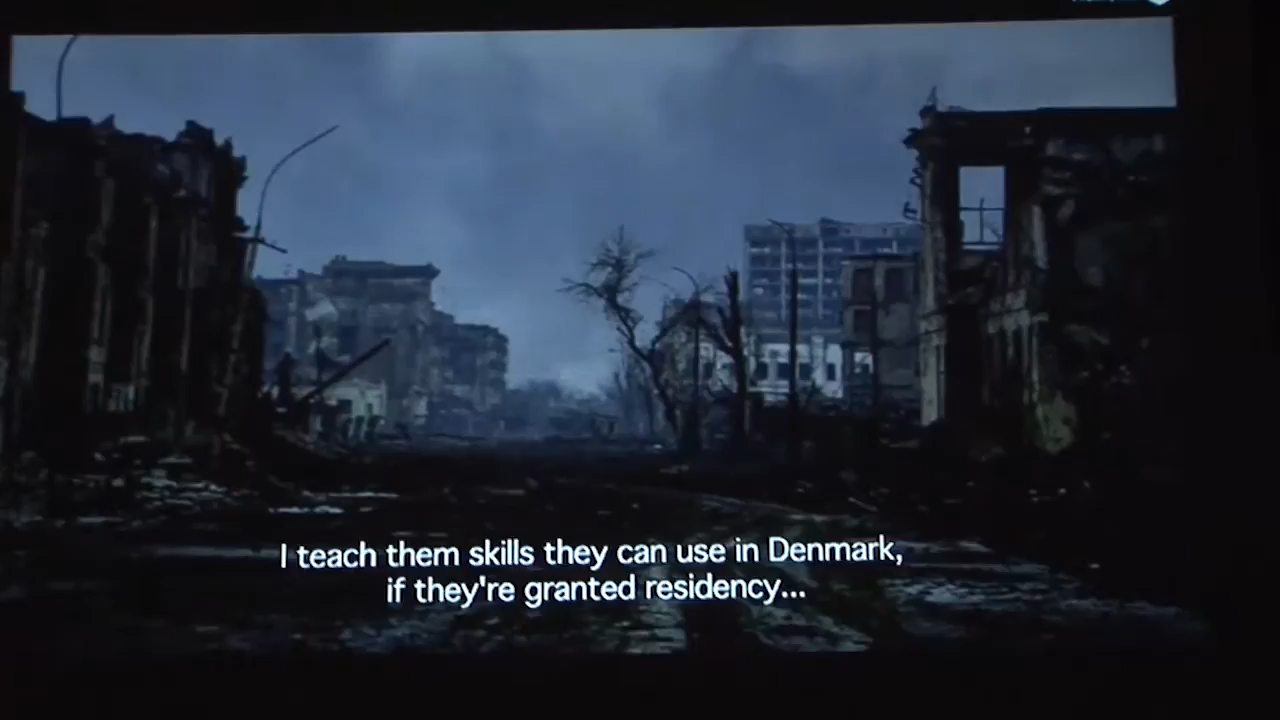 I teach them skills they can use in Denmark,
if they're granted residency...